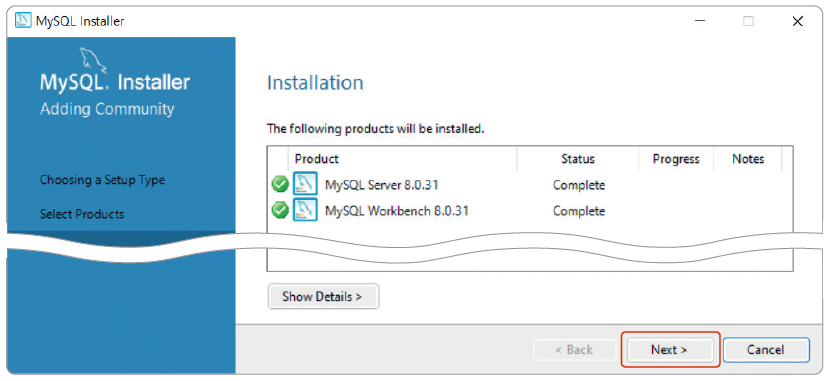 MySQL Installer
MySQL. Installer
Adding Community
Choosing a Setup Type
Select Products
Installation
The following products will be installed.
Product Status Progress Notes
MySQL Server 8.0.31 Complete
MySQL Workbench 8.0.31 Complete
Show Details >
< Back Next > Cancel